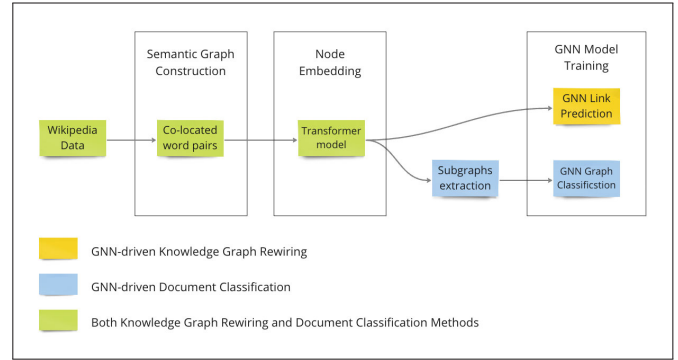 Semantic Graph
Construction
Node
Embedding
GNN Model
Training
Wikipedia
Data
Co-located
word pairs
Transformer
model
GNN Link
Prediction
Subgraphs
extraction
GNN Graph
Classificstion
GNN-driven Knowledge Graph Rewiring
GNN-driven Document Classification
Both Knowledge Graph Rewiring and Document Classification Methods